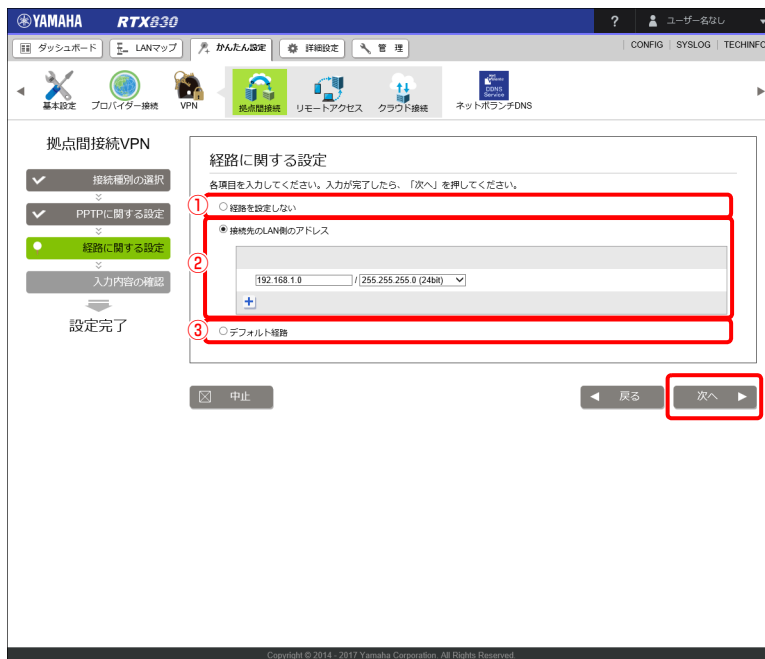 YAMAHA RTX830 ? ユーザー名なし
ダッシュボード LANマップ かんたん設定 詳細設定 管理 CONFIG SYSLOG TECHINFO
基本設定 プロバイダー接続 VPN 拠点間接続 リモートアクセス クラウド接続 CDNS Service ネットボランチDNS
拠点間接続VPN
経路に関する設定
各項目を入力してください。入力が完了したら、「次へ」を押してください。
接続種別の選択
① 経路を設定しない
PPTPに関する設定
② 接続先のLAN側のアドレス
経路に関する設定
192.168.1.0 / 255.255.255.0 (24bit)
入力内容の確認
+
設定完了
③ デフォルト経路
中止 戻る 次へ
Copyright © 2014 - 2017 Yamaha Corporation. All Rights Reserved.